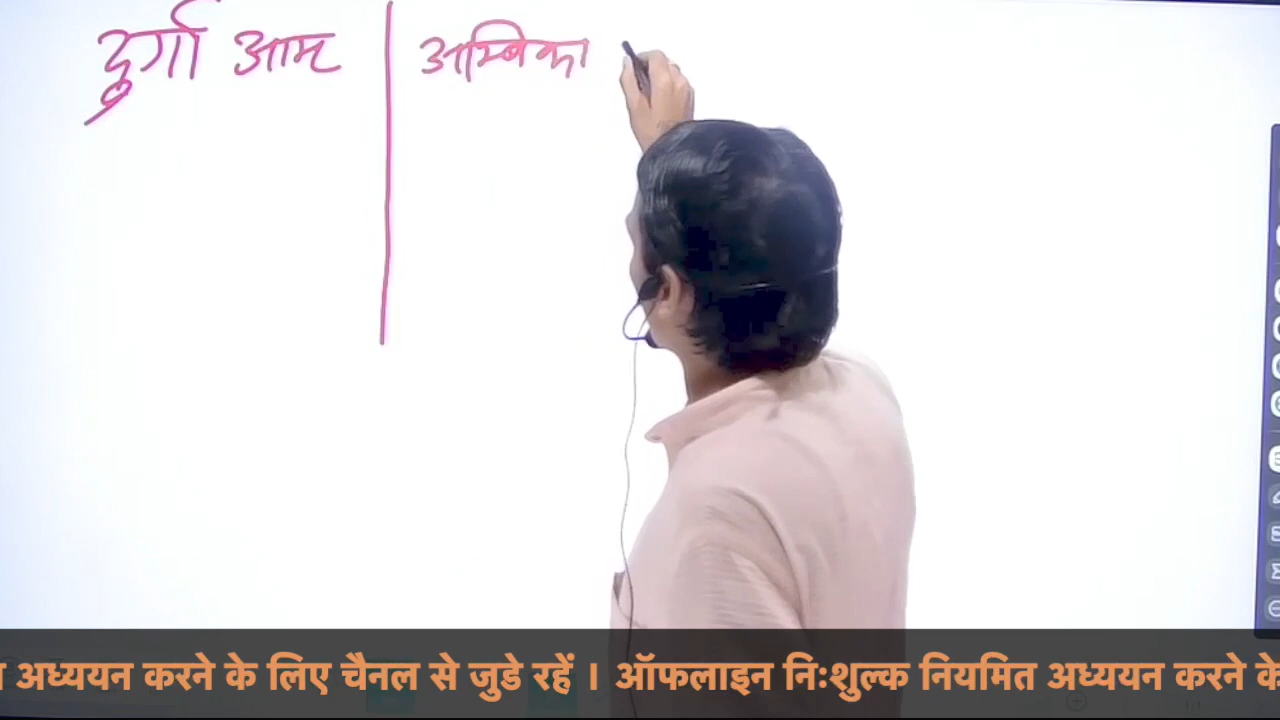 दुर्गा आम
अम्बिका
अध्ययन करने के लिए चैनल से जुडे रहें । ऑफलाइन निःशुल्क नियमित अध्ययन करने के